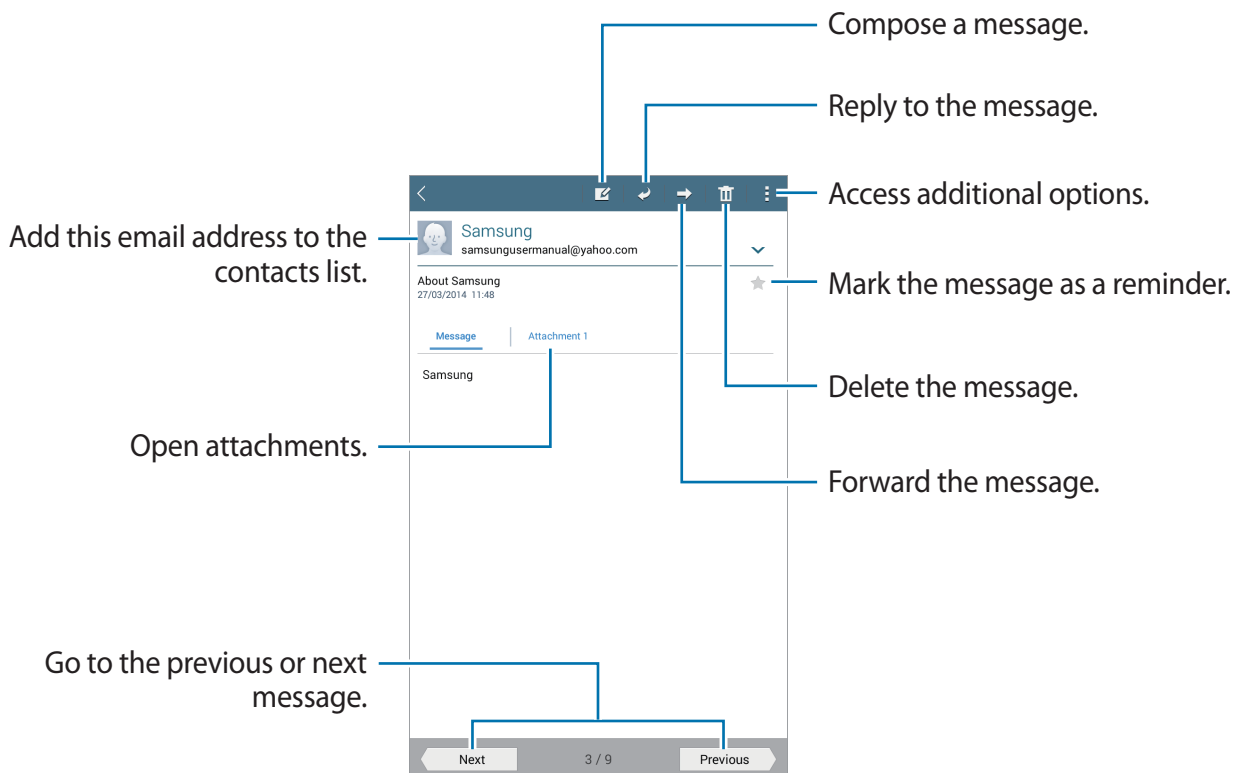 Compose a message.
Reply to the message.
Access additional options.
Add this email address to the
contacts list.
Samsung
samsungusermanual@yahoo.com
About Samsung
27/03/2014 11:48
Mark the message as a reminder.
Message
Attachment 1
Samsung
Delete the message.
Open attachments.
Forward the message.
Go to the previous or next
message.
Next
3 / 9
Previous